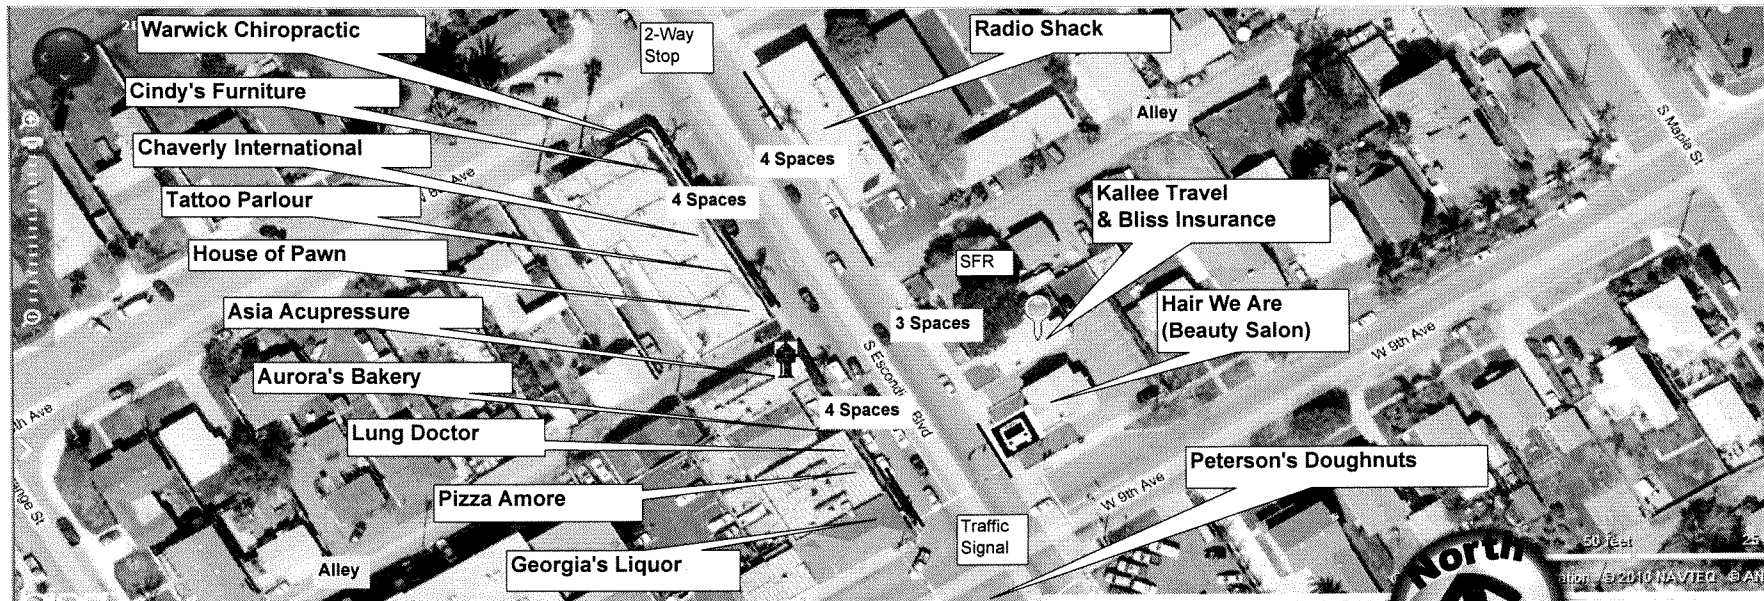 Warwick Chiropractic
2-Way
Stop
Radio Shack
Cindy's Furniture
Alley
S Maple St
Chaverly International
4 Spaces
Tattoo Parlour
4 Spaces
Kallee Travel
& Bliss Insurance
House of Pawn
SFR
Asia Acupressure
3 Spaces
Hair We Are
(Beauty Salon)
W 9th Ave
Aurora's Bakery
S Escondido Blvd
4 Spaces
Lung Doctor
Peterson's Doughnuts
Pizza Amore
W 9th Ave
Traffic
Signal
Georgia's Liquor
Alley
North
50 feet
25
© 2010 NAVTEQ © AN